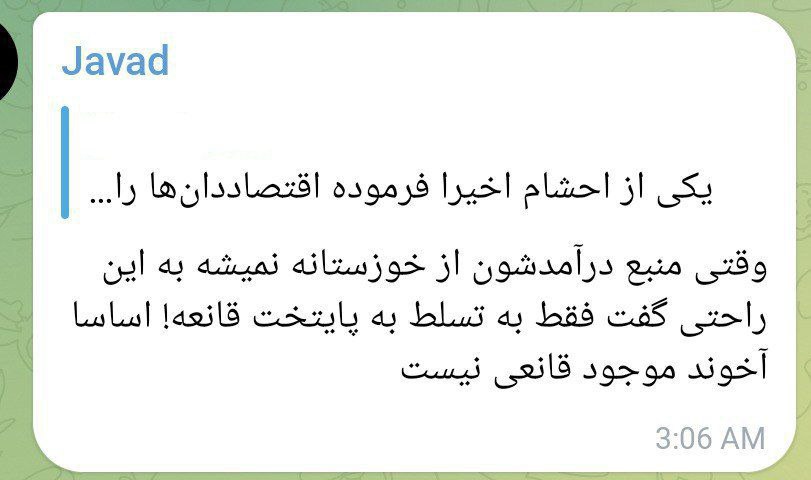 Javad
یکی از احشام اخیرا فرموده اقتصاددان‌ها را...
وقتی منبع درآمدشون از خوزستانه نمیشه به این
راحتی گفت فقط به تسلط به پایتخت قانعه! اساسا
آخوند موجود قانعی نیست
3:06 AM